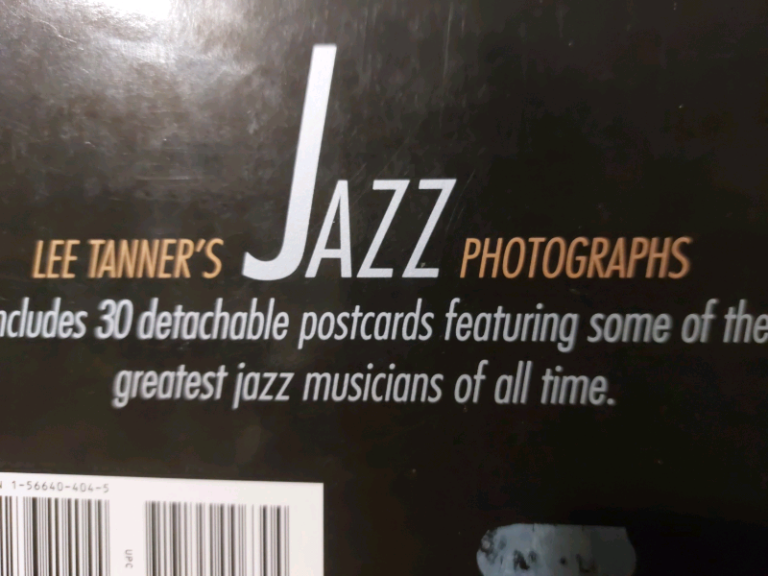 LEE TANNER'S JAZZ PHOTOGRAPHS
ncludes 30 detachable postcards featuring some of the
greatest jazz musicians of all time.
N 1-56640-404-5
UPC